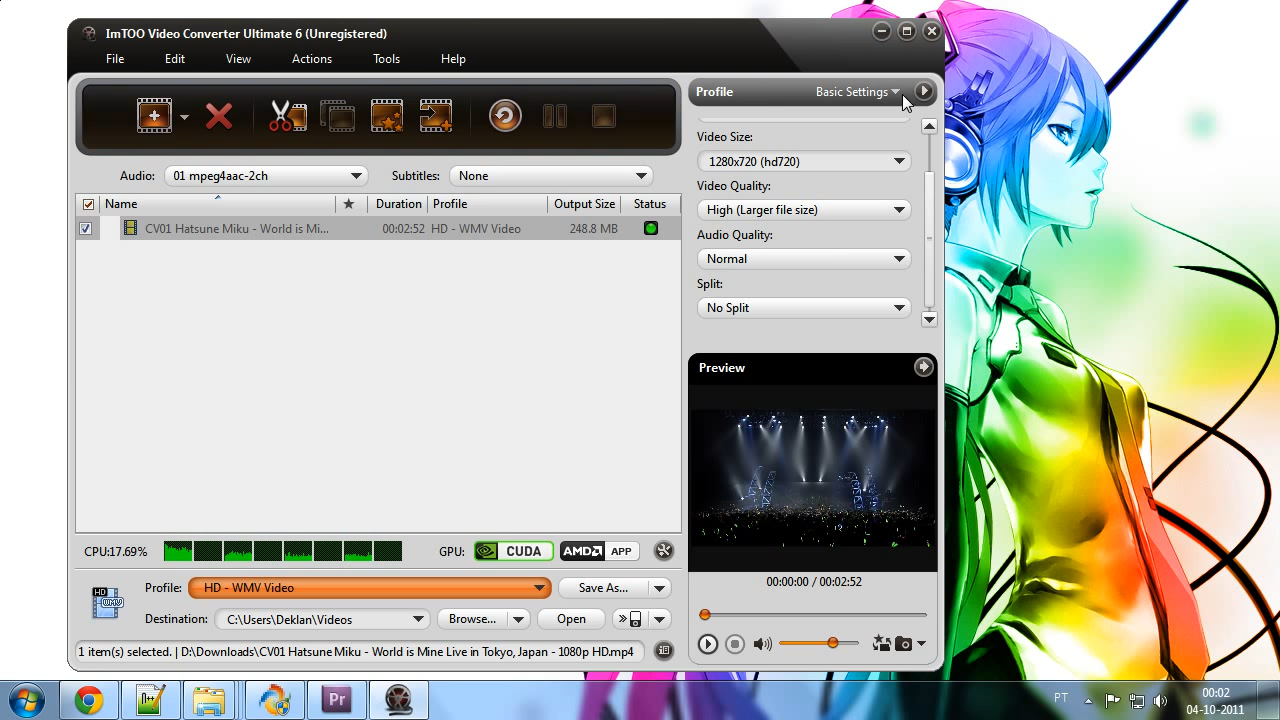 ImTOO Video Converter Ultimate 6 (Unregistered)
File Edit View Actions Tools Help
Profile Basic Settings
Video Size:
1280x720 (hd720)
Video Quality:
High (Larger file size)
Audio Quality:
Normal
Split:
No Split
Audio: 01 mpeg4aac-2ch Subtitles: None
Name Duration Profile Output Size Status
CV01 Hatsune Miku - World is Mi... 00:02:52 HD - WMV Video 248.8 MB
Preview
00:00:00 / 00:02:52
CPU:17.69% GPU: CUDA AMD APP
HD WMV
Profile: HD - WMV Video Save As...
Destination: C:\Users\Deklan\Videos Browse... Open
1 item(s) selected. | D:\Downloads\CV01 Hatsune Miku - World is Mine Live in Tokyo, Japan - 1080p HD.mp4
Pr
PT
00:02
04-10-2011